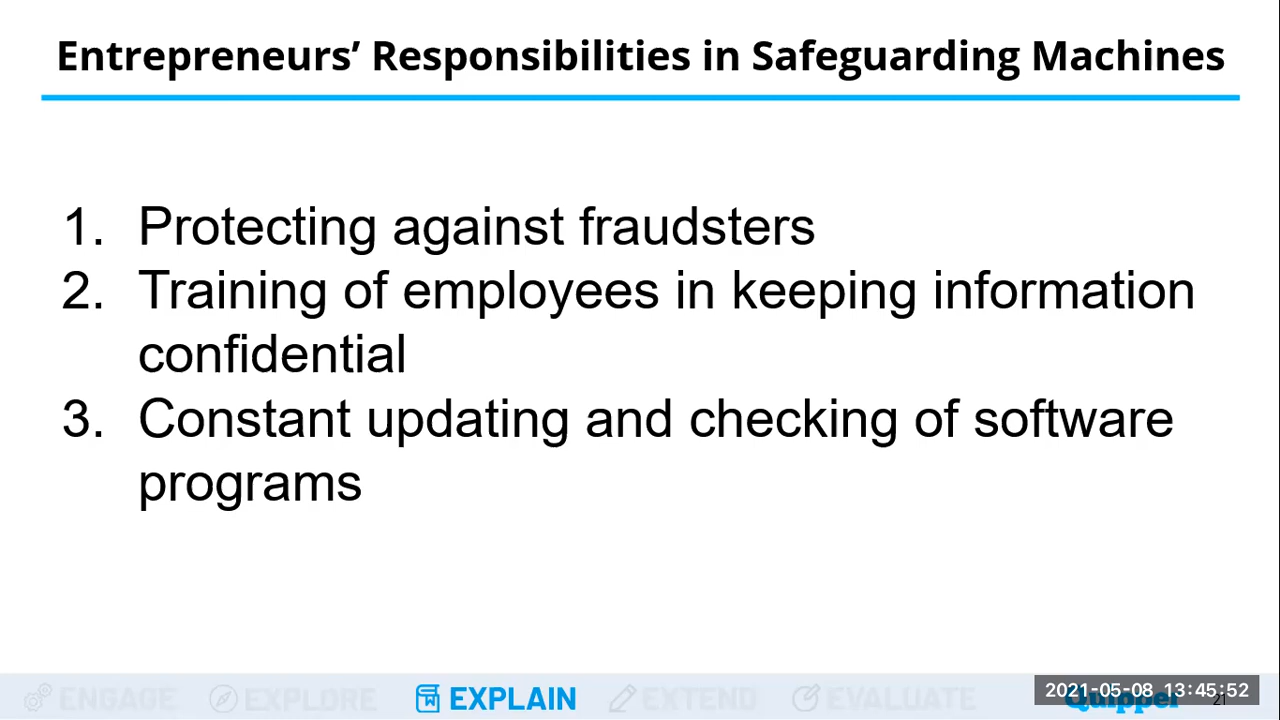 Entrepreneurs’ Responsibilities in Safeguarding Machines
1. Protecting against fraudsters
2. Training of employees in keeping information
confidential
3. Constant updating and checking of software
programs
ENGAGE EXPLORE EXPLAIN EXTEND EVALUATE Quipper 21
2021-05-08 13:45:52